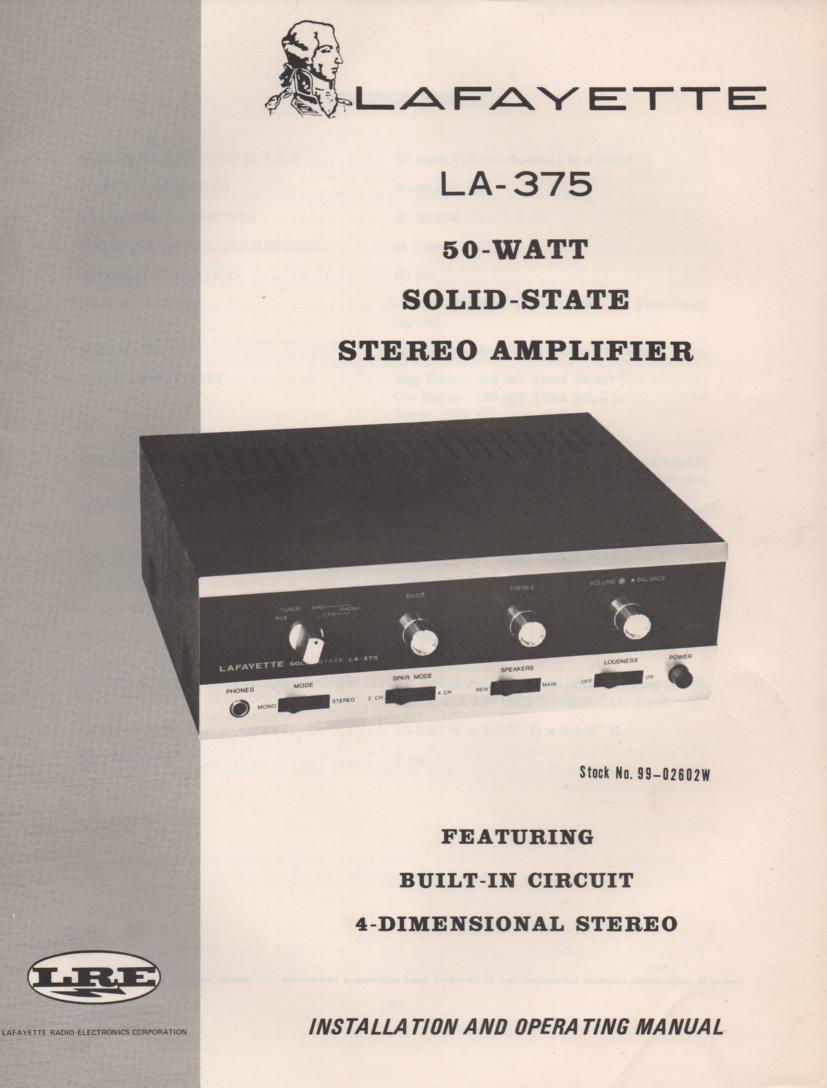 LAFAYETTE
LA-375
50-WATT
SOLID-STATE
STEREO AMPLIFIER
VOLUME BALANCE
TREBLE
BASS
TUNER MAG PHONO
AUX CER
LAFAYETTE SOLID STATE LA-375
PHONES MODE SPKR MODE SPEAKERS LOUDNESS POWER
MONO STEREO 2 CH 4 CH REM MAIN OFF ON
Stock No. 99-02602W
FEATURING
BUILT-IN CIRCUIT
4-DIMENSIONAL STEREO
LRE
LAFAYETTE RADIO ELECTRONICS CORPORATION
INSTALLATION AND OPERATING MANUAL